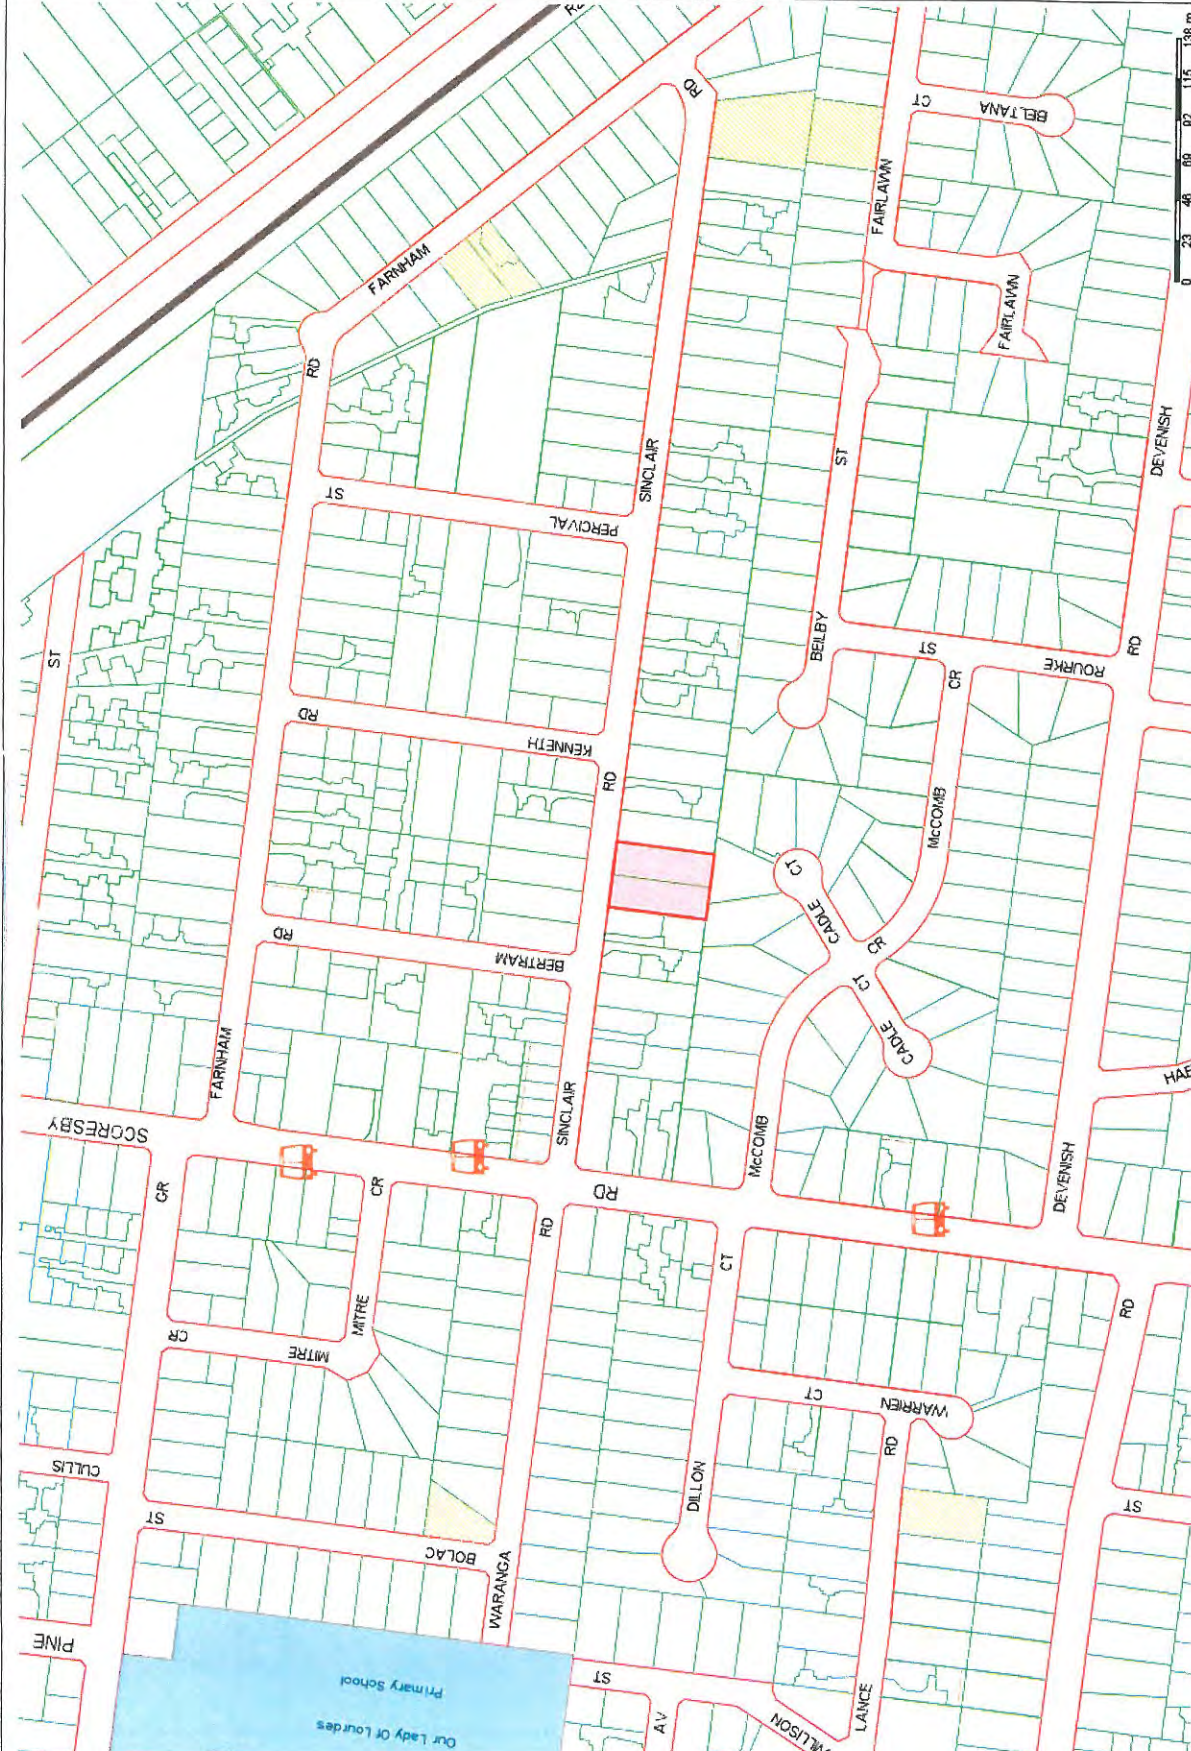 RD
FARNHAM
RD
FAIRLAWN
CT
BELTANA
FAIRLAWN
0 23 46 69 92 115 138 m
RD
ST
PERCIVAL
SINCLAIR
ST
DEVENISH
ST
BEILBY
ST
ROURKE
RD
CR
RD
KENNETH
RD
McCOMB
CT
CADLE
CR
CT
CADLE
RD
BERTRAM
FARNHAM
SINCLAIR
McCOMB
DEVENISH
SCORESBY
GR
CR
RD
RD
CT
RD
MITRE
CR
MITRE
CT
WARRIEN
RD
DILLON
CULLIS
ST
BOLAC
WARANGA
ST
PINE
Our Lady Of Lourdes
Primary School
ST
AV
LANCE